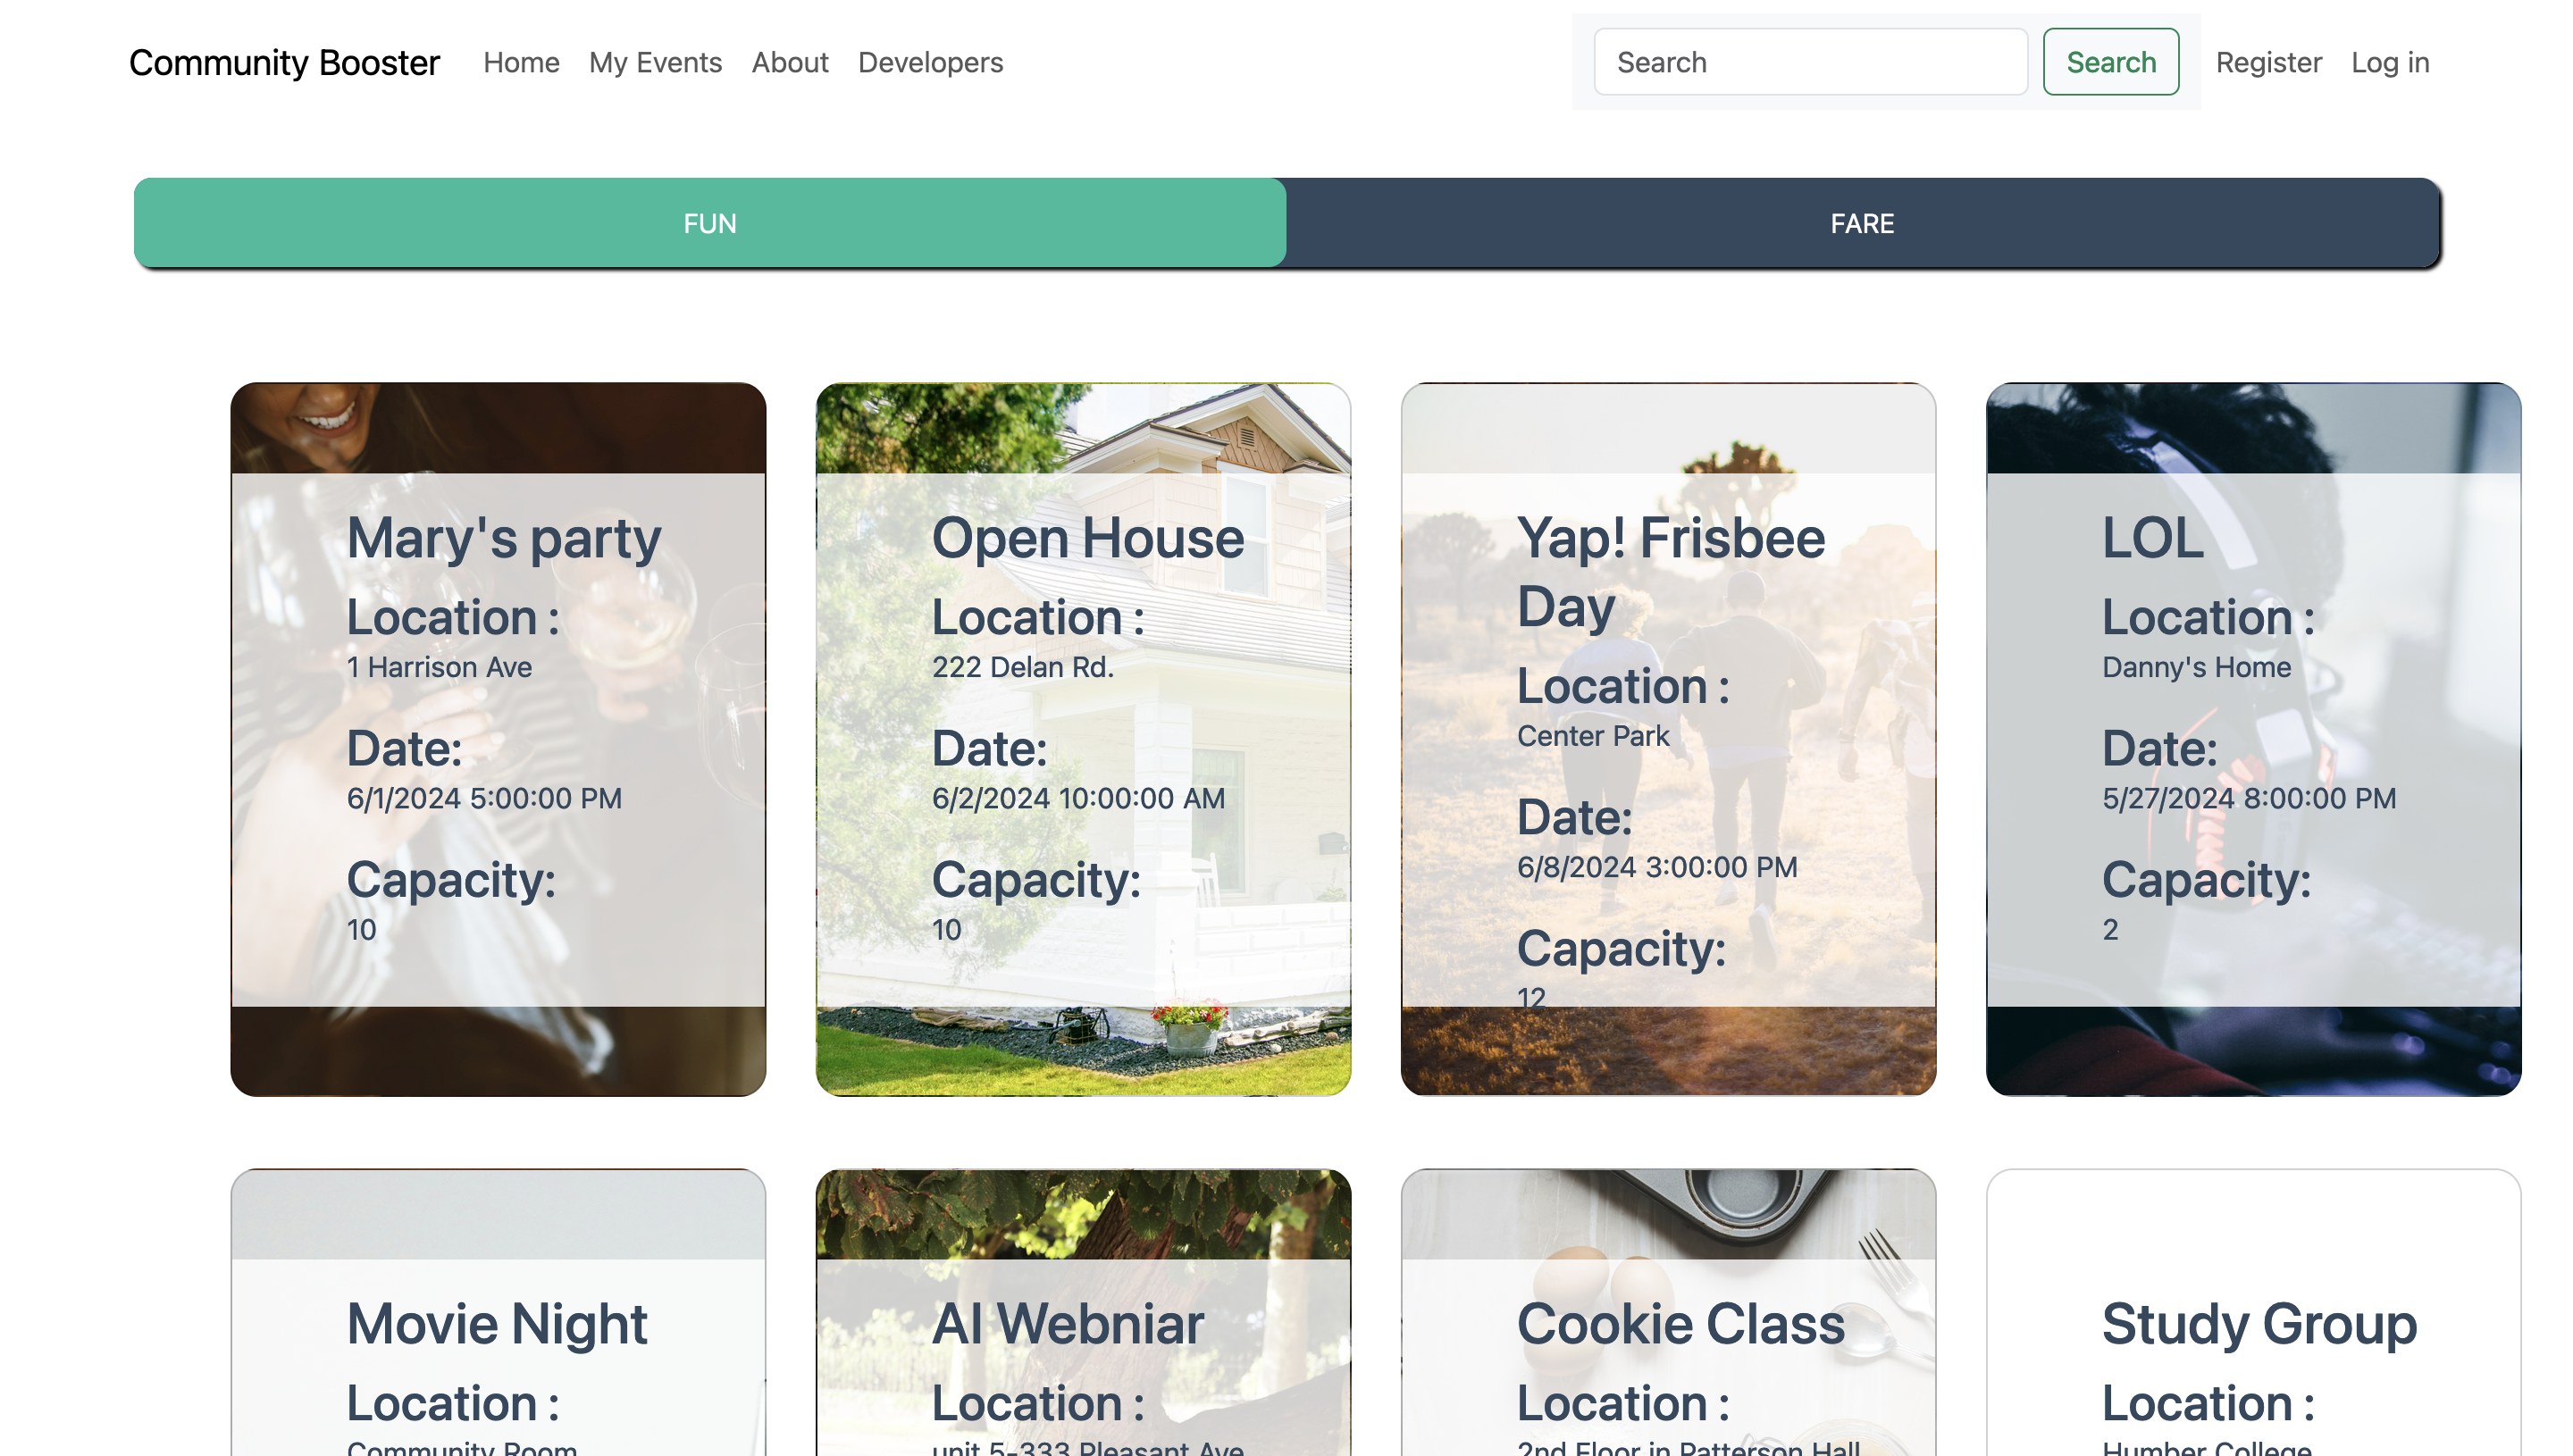 Community Booster Home My Events About Developers Search Search Register Log in
FUN FARE
Mary's party
Location :
1 Harrison Ave
Date:
6/1/2024 5:00:00 PM
Capacity:
10
Open House
Location :
222 Delan Rd.
Date:
6/2/2024 10:00:00 AM
Capacity:
10
Yap! Frisbee
Day
Location :
Center Park
Date:
6/8/2024 3:00:00 PM
Capacity:
12
LOL
Location :
Danny's Home
Date:
5/27/2024 8:00:00 PM
Capacity:
2
Movie Night
Location :
Community Room
AI Webniar
Location :
unit 5-333 Pleasant Ave
Cookie Class
Location :
2nd Floor in Patterson Hall
Study Group
Location :
Humber College